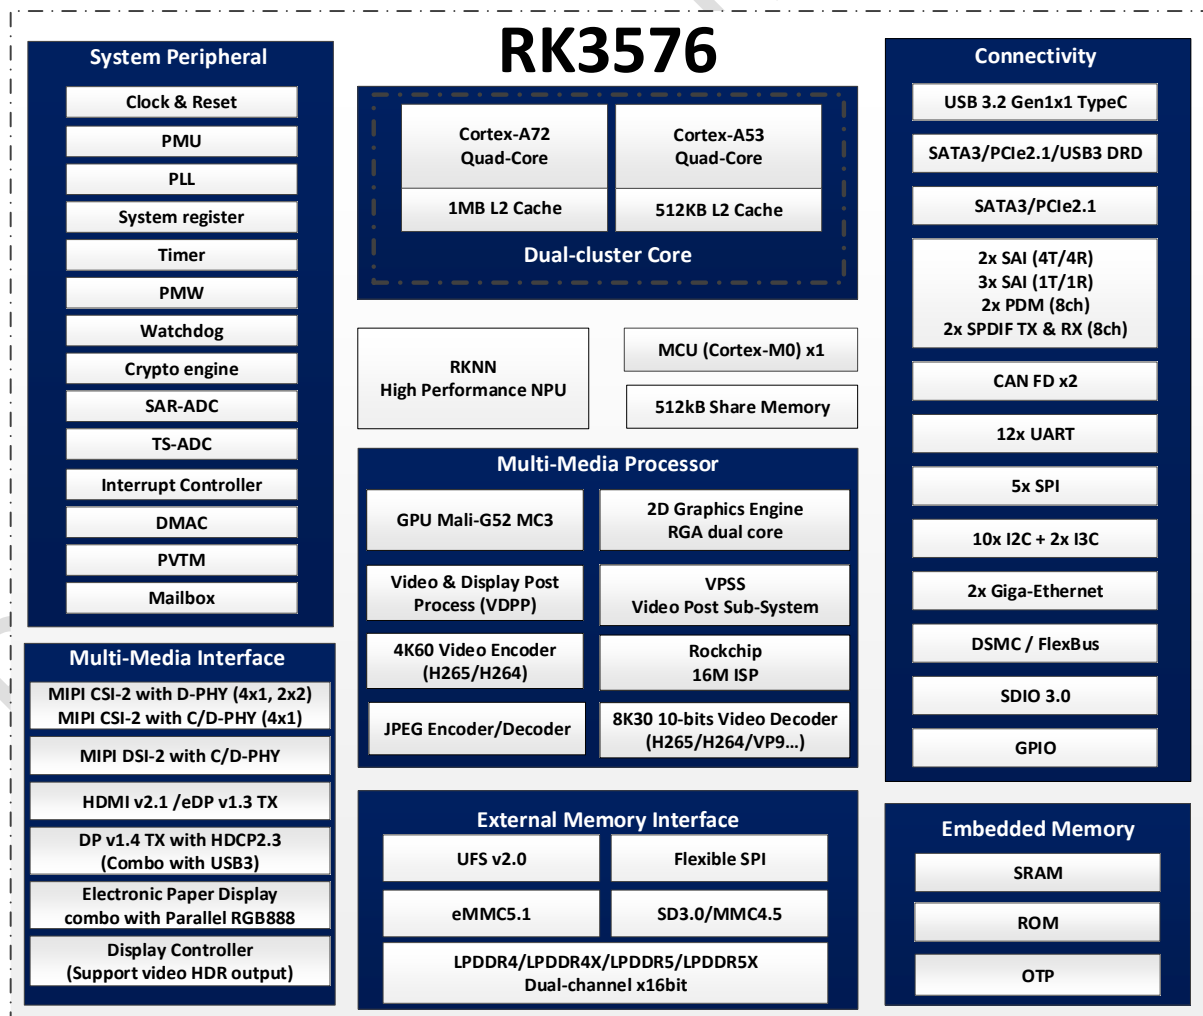 RK3576
System Peripheral
Clock & Reset
PMU
PLL
System register
Timer
PMW
Watchdog
Crypto engine
SAR-ADC
TS-ADC
Interrupt Controller
DMAC
PVTM
Mailbox
Multi-Media Interface
MIPI CSI-2 with D-PHY (4x1, 2x2)
MIPI CSI-2 with C/D-PHY (4x1)
MIPI DSI-2 with C/D-PHY
HDMI v2.1 /eDP v1.3 TX
DP v1.4 TX with HDCP2.3
(Combo with USB3)
Electronic Paper Display
combo with Parallel RGB888
Display Controller
(Support video HDR output)
Cortex-A72
Quad-Core
1MB L2 Cache
Cortex-A53
Quad-Core
512KB L2 Cache
Dual-cluster Core
RKNN
High Performance NPU
MCU (Cortex-M0) x1
512kB Share Memory
Multi-Media Processor
GPU Mali-G52 MC3
2D Graphics Engine
RGA dual core
Video & Display Post
Process (VDPP)
VPSS
Video Post Sub-System
4K60 Video Encoder
(H265/H264)
Rockchip
16M ISP
JPEG Encoder/Decoder
8K30 10-bits Video Decoder
(H265/H264/VP9...)
External Memory Interface
UFS v2.0
Flexible SPI
eMMC5.1
SD3.0/MMC4.5
LPDDR4/LPDDR4X/LPDDR5/LPDDR5X
Dual-channel x16bit
Connectivity
USB 3.2 Gen1x1 TypeC
SATA3/PCIe2.1/USB3 DRD
SATA3/PCIe2.1
2x SAI (4T/4R)
3x SAI (1T/1R)
2x PDM (8ch)
2x SPDIF TX & RX (8ch)
CAN FD x2
12x UART
5x SPI
10x I2C + 2x I3C
2x Giga-Ethernet
DSMC / FlexBus
SDIO 3.0
GPIO
Embedded Memory
SRAM
ROM
OTP